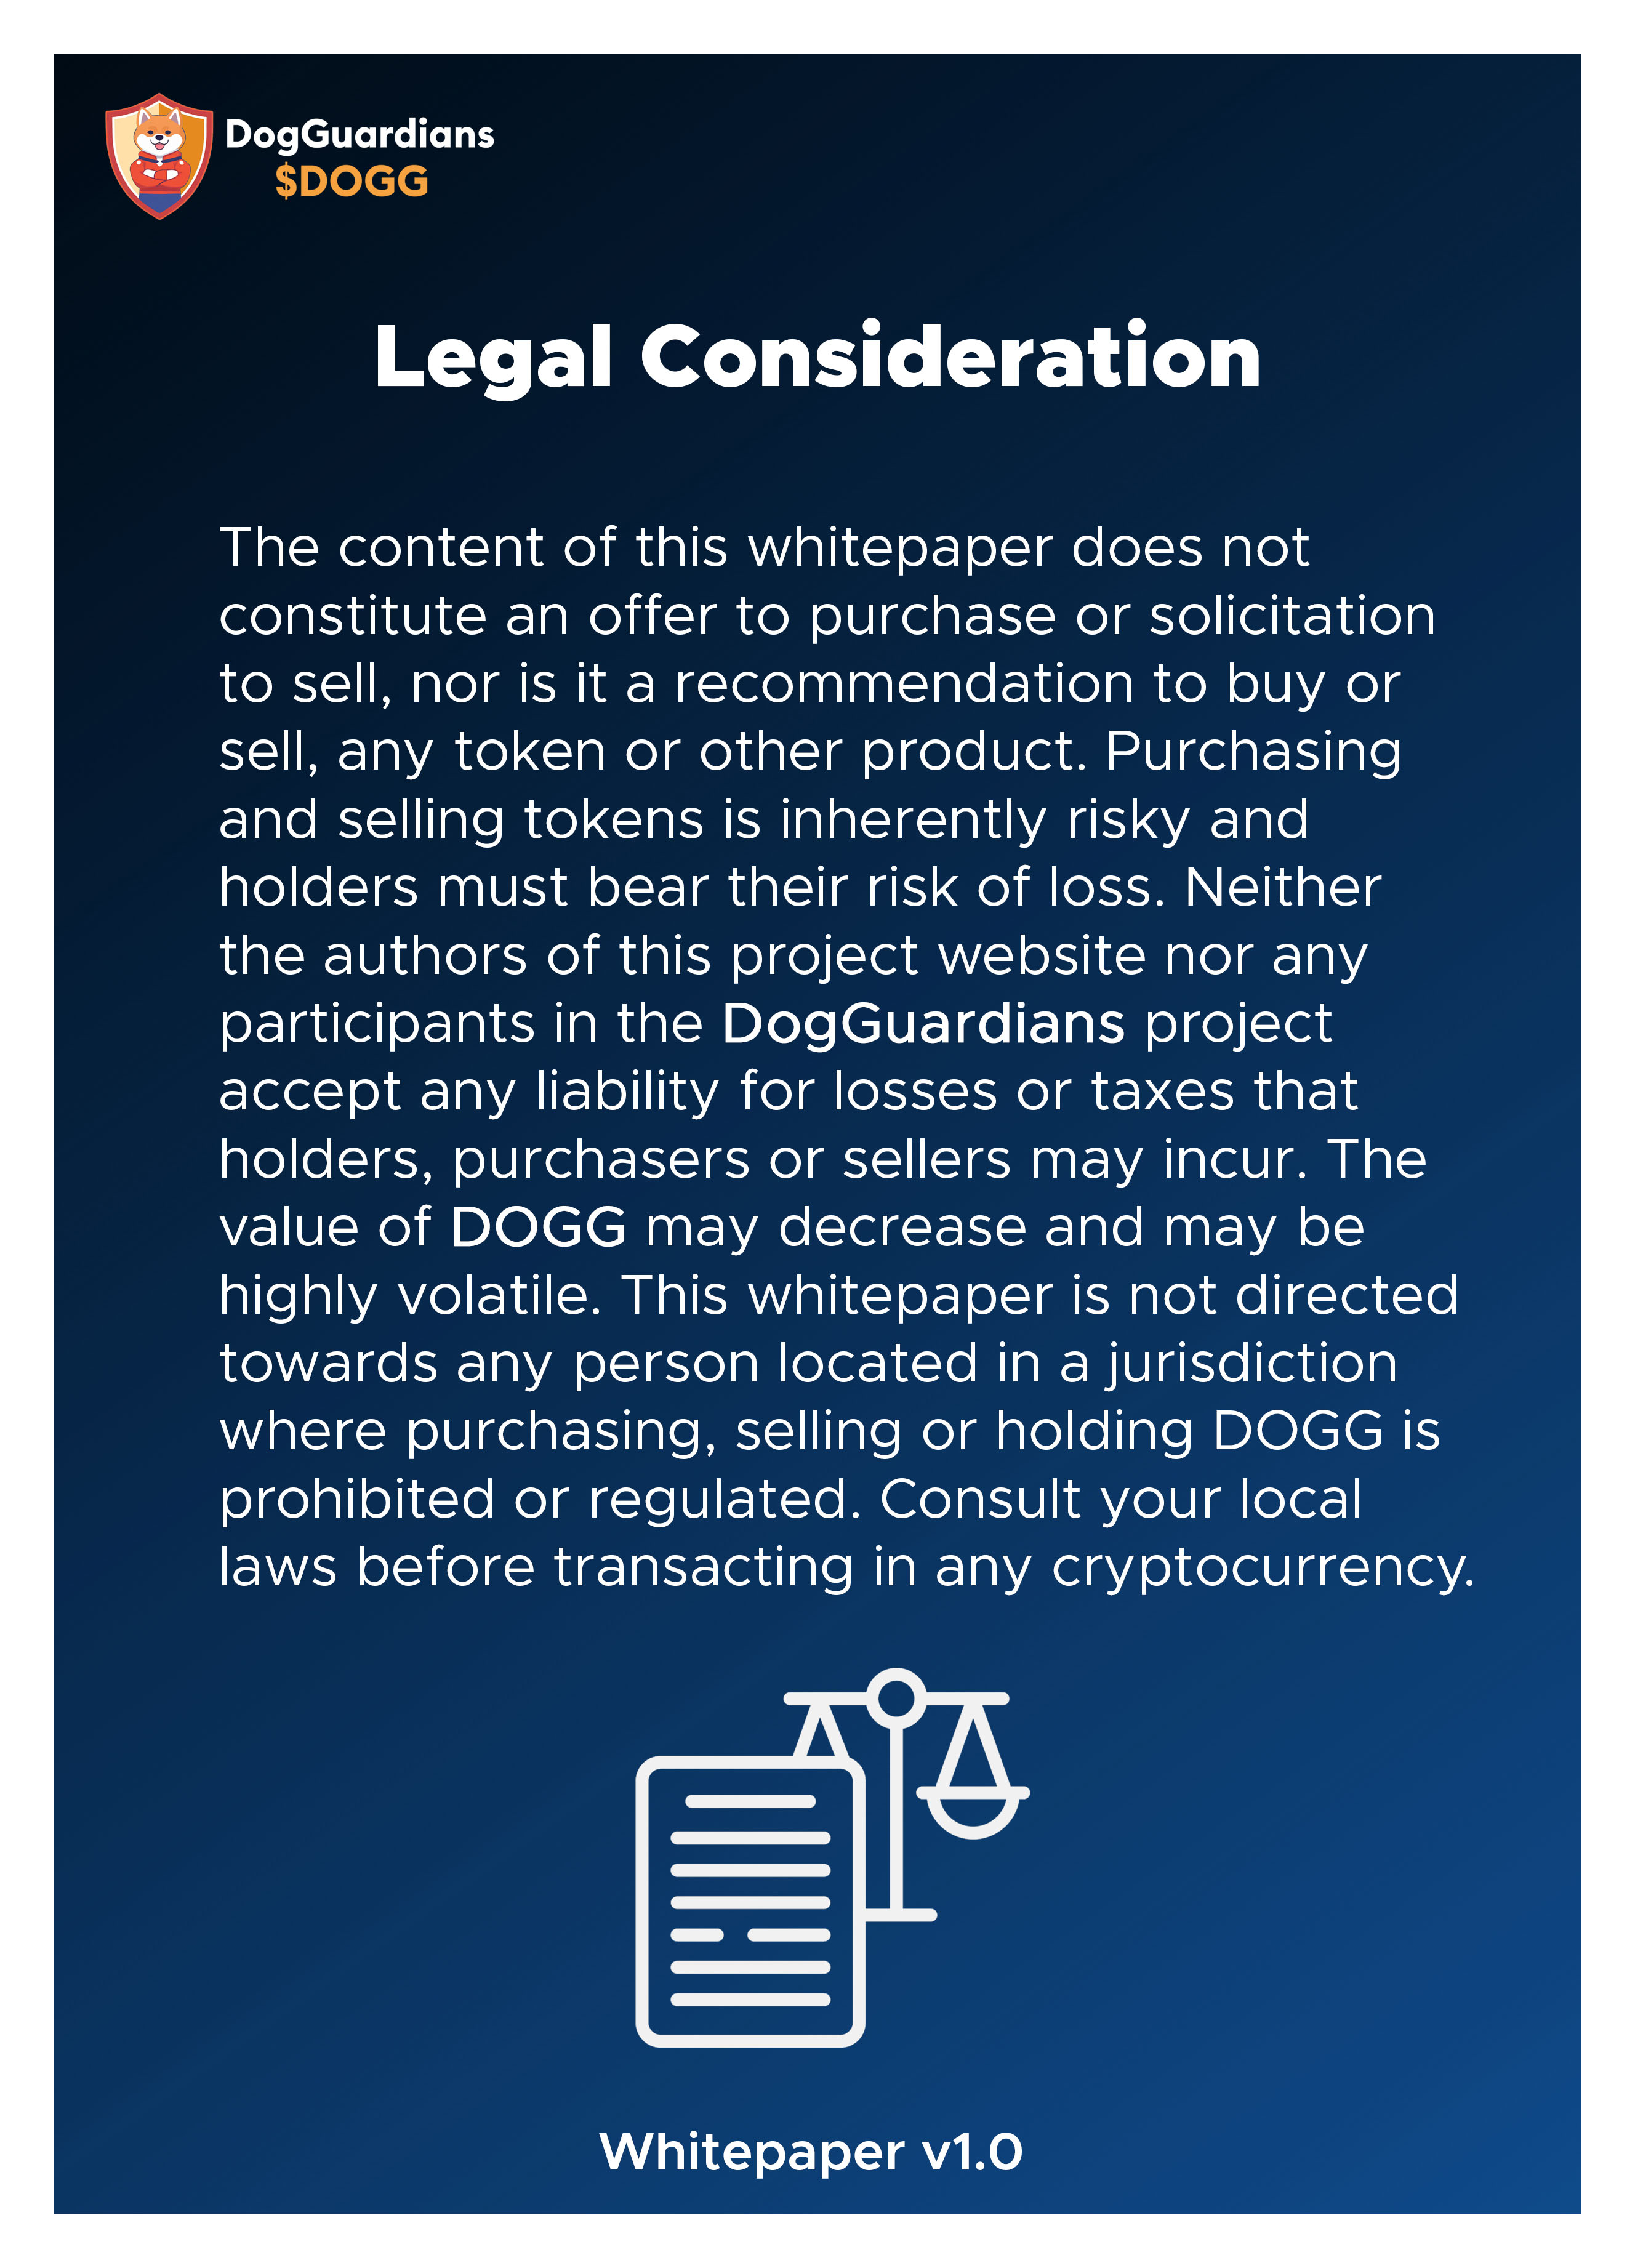 DogGuardians
$DOGG
Legal Consideration
The content of this whitepaper does not
constitute an offer to purchase or solicitation
to sell, nor is it a recommendation to buy or
sell, any token or other product. Purchasing
and selling tokens is inherently risky and
holders must bear their risk of loss. Neither
the authors of this project website nor any
participants in the DogGuardians project
accept any liability for losses or taxes that
holders, purchasers or sellers may incur. The
value of DOGG may decrease and may be
highly volatile. This whitepaper is not directed
towards any person located in a jurisdiction
where purchasing, selling or holding DOGG is
prohibited or regulated. Consult your local
laws before transacting in any cryptocurrency.
Whitepaper v1.0